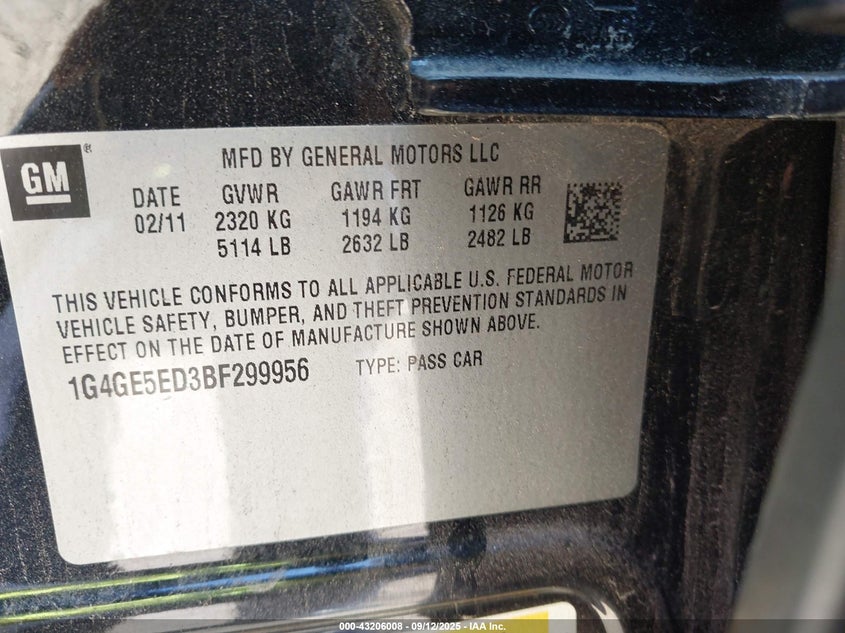 GM®
MFD BY GENERAL MOTORS LLC
DATE GVWR GAWR FRT GAWR RR
02/11 2320 KG 1194 KG 1126 KG
5114 LB 2632 LB 2482 LB
THIS VEHICLE CONFORMS TO ALL APPLICABLE U.S. FEDERAL MOTOR
VEHICLE SAFETY, BUMPER, AND THEFT PREVENTION STANDARDS IN
EFFECT ON THE DATE OF MANUFACTURE SHOWN ABOVE.
1G4GE5ED3BF299956 TYPE: PASS CAR
000-43206008 - 09/12/2025 - IAA Inc.